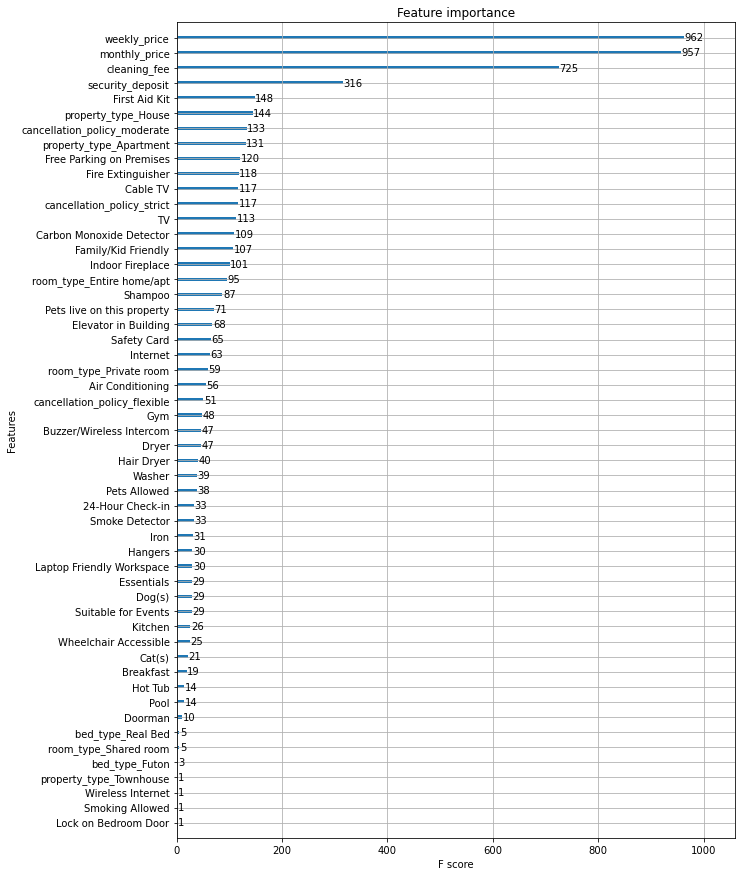 Feature importance
weekly_price 962
monthly_price 957
cleaning_fee 725
security_deposit 316
First Aid Kit 148
property_type_House 144
cancellation_policy_moderate 133
property_type_Apartment 131
Free Parking on Premises 120
Fire Extinguisher 118
Cable TV 117
cancellation_policy_strict 117
TV 113
Carbon Monoxide Detector 109
Family/Kid Friendly 107
Indoor Fireplace 101
room_type_Entire home/apt 95
Shampoo 87
Pets live on this property 71
Elevator in Building 68
Safety Card 65
Internet 63
room_type_Private room 59
Air Conditioning 56
cancellation_policy_flexible 51
Gym 48
Buzzer/Wireless Intercom 47
Dryer 47
Hair Dryer 40
Washer 39
Pets Allowed 38
24-Hour Check-in 33
Smoke Detector 33
Iron 31
Hangers 30
Laptop Friendly Workspace 30
Essentials 29
Dog(s) 29
Suitable for Events 29
Kitchen 26
Wheelchair Accessible 25
Cat(s) 21
Breakfast 19
Hot Tub 14
Pool 14
Doorman 10
bed_type_Real Bed 5
room_type_Shared room 5
bed_type_Futon 3
property_type_Townhouse 1
Wireless Internet 1
Smoking Allowed 1
Lock on Bedroom Door 1
Features
0 200 400 600 800 1000
F score